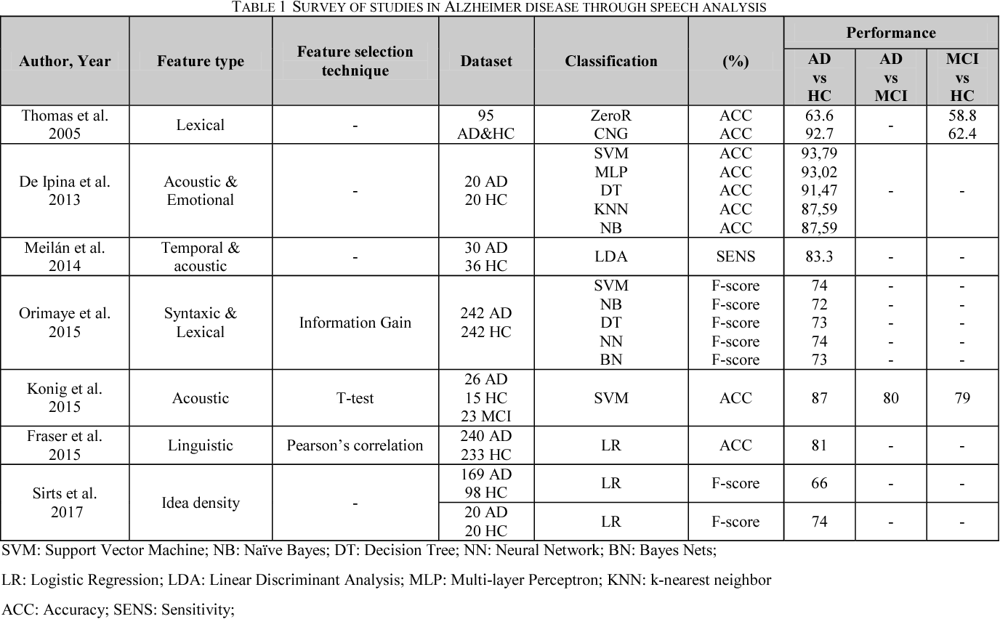 TABLE 1 SURVEY OF STUDIES IN ALZHEIMER DISEASE THROUGH SPEECH ANALYSIS
Author, Year Feature type Feature selection technique Dataset Classification (%) Performance
AD vs HC AD vs MCI MCI vs HC
Thomas et al. 2005 Lexical - 95 AD&HC ZeroR ACC 63.6 - 58.8
CNG ACC 92.7 62.4
De Ipina et al. 2013 Acoustic & Emotional - 20 AD 20 HC SVM ACC 93,79 - -
MLP ACC 93,02
DT ACC 91,47
KNN ACC 87,59
NB ACC 87,59
Meilán et al. 2014 Temporal & acoustic - 30 AD 36 HC LDA SENS 83.3 - -
Orimaye et al. 2015 Syntaxic & Lexical Information Gain 242 AD 242 HC SVM F-score 74 - -
NB F-score 72 - -
DT F-score 73 - -
NN F-score 74 - -
BN F-score 73 - -
Konig et al. 2015 Acoustic T-test 26 AD 15 HC 23 MCI SVM ACC 87 80 79
Fraser et al. 2015 Linguistic Pearson’s correlation 240 AD 233 HC LR ACC 81 - -
Sirts et al. 2017 Idea density - 169 AD 98 HC LR F-score 66 - -
20 AD 20 HC LR F-score 74 - -
SVM: Support Vector Machine; NB: Naïve Bayes; DT: Decision Tree; NN: Neural Network; BN: Bayes Nets;
LR: Logistic Regression; LDA: Linear Discriminant Analysis; MLP: Multi-layer Perceptron; KNN: k-nearest neighbor
ACC: Accuracy; SENS: Sensitivity;